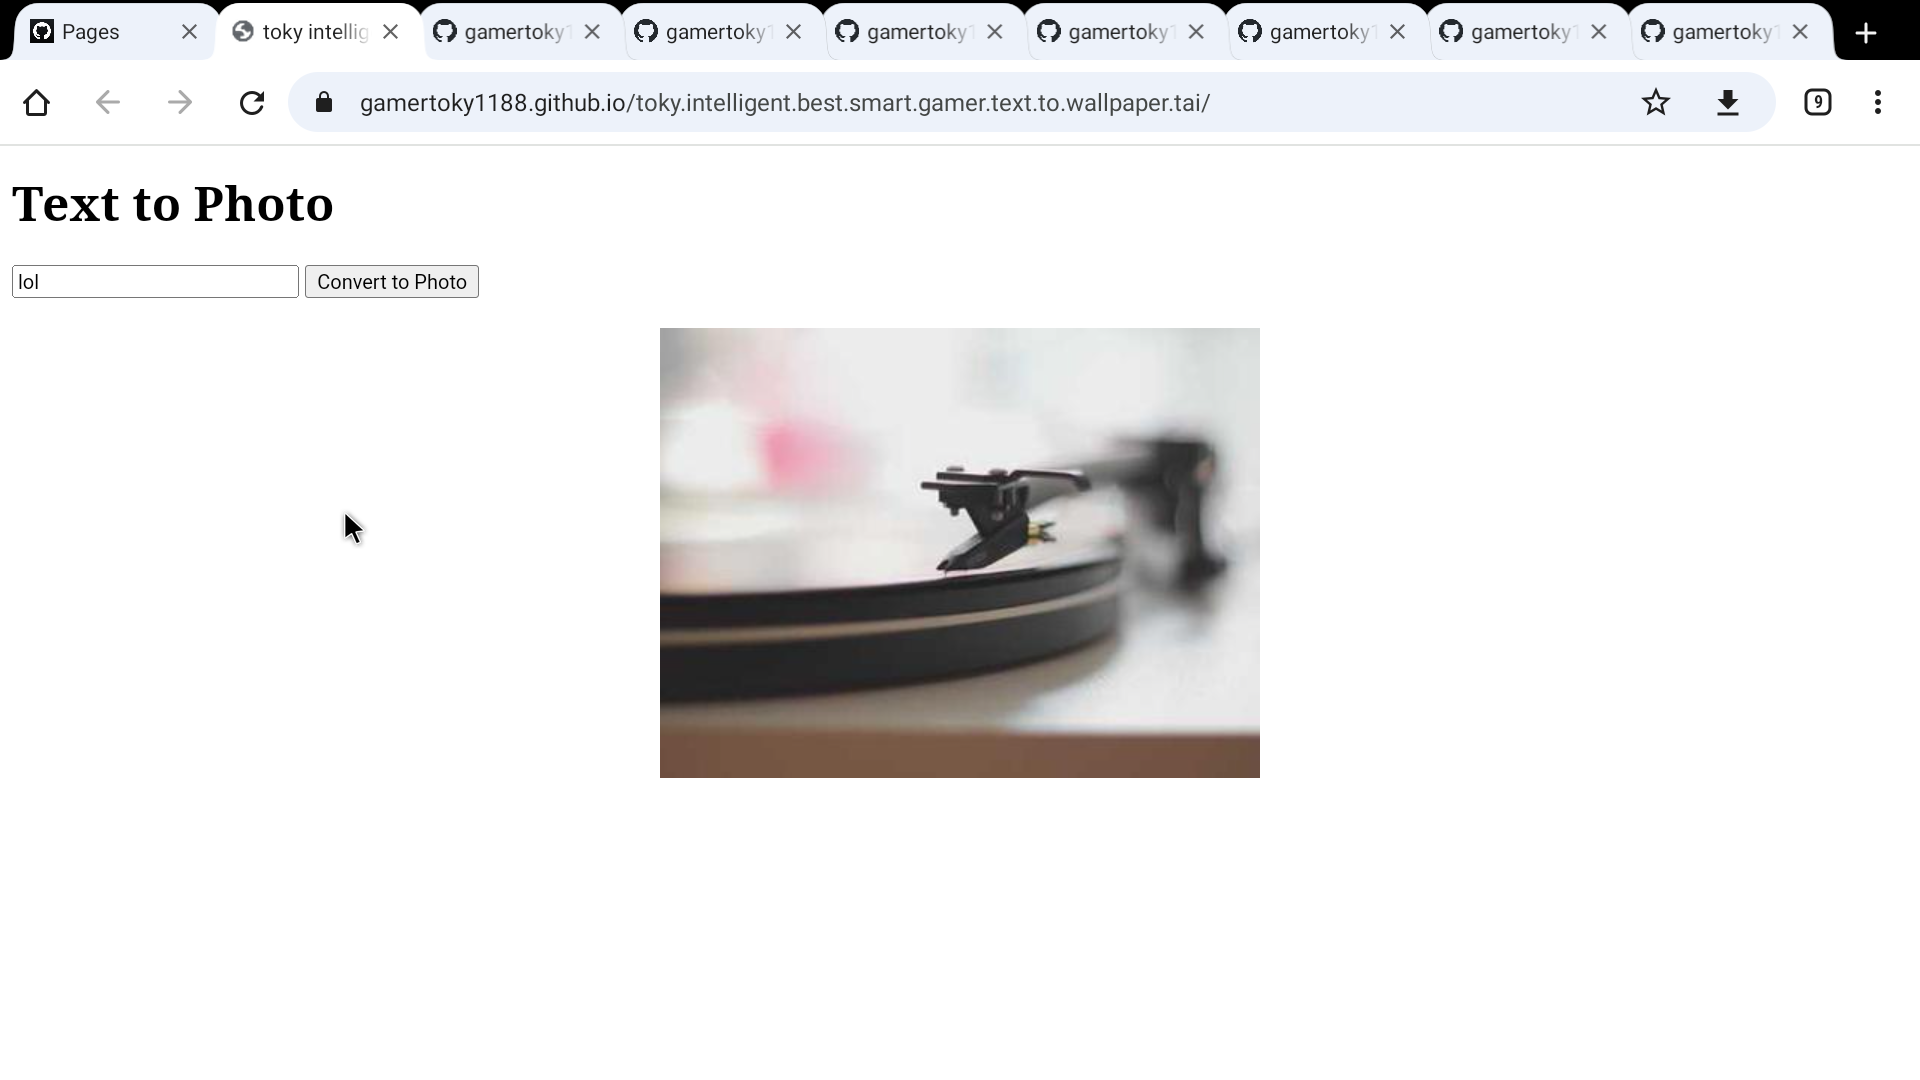 Pages
toky intellig
gamertoky1
gamertoky1
gamertoky1
gamertoky1
gamertoky1
gamertoky1
gamertoky1
gamertoky1188.github.io/toky.intelligent.best.smart.gamer.text.to.wallpaper.tai/
9
Text to Photo
lol
Convert to Photo